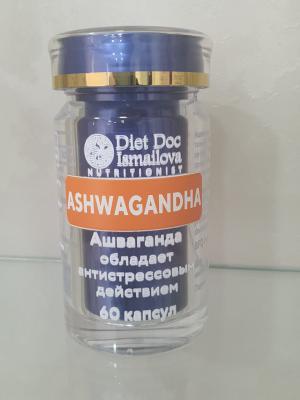 Diet Doc
Ismailova
NUTRITIONIST
ASHWAGANDHA
Ашваганда
обладает
антистрессовым
действием
60 капсул